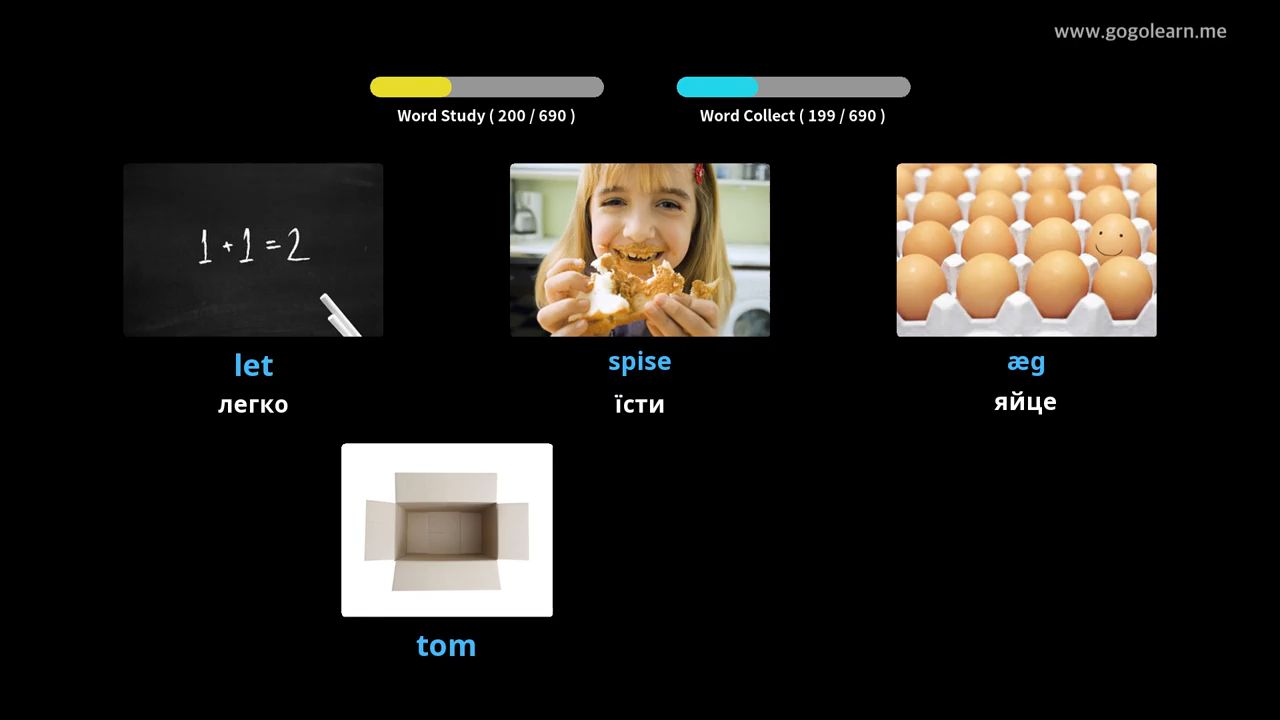 www.gogolearn.me
Word Study ( 200 / 690 )
Word Collect ( 199 / 690 )
1 + 1 = 2
let
spise
æg
легко
їсти
яйце
tom